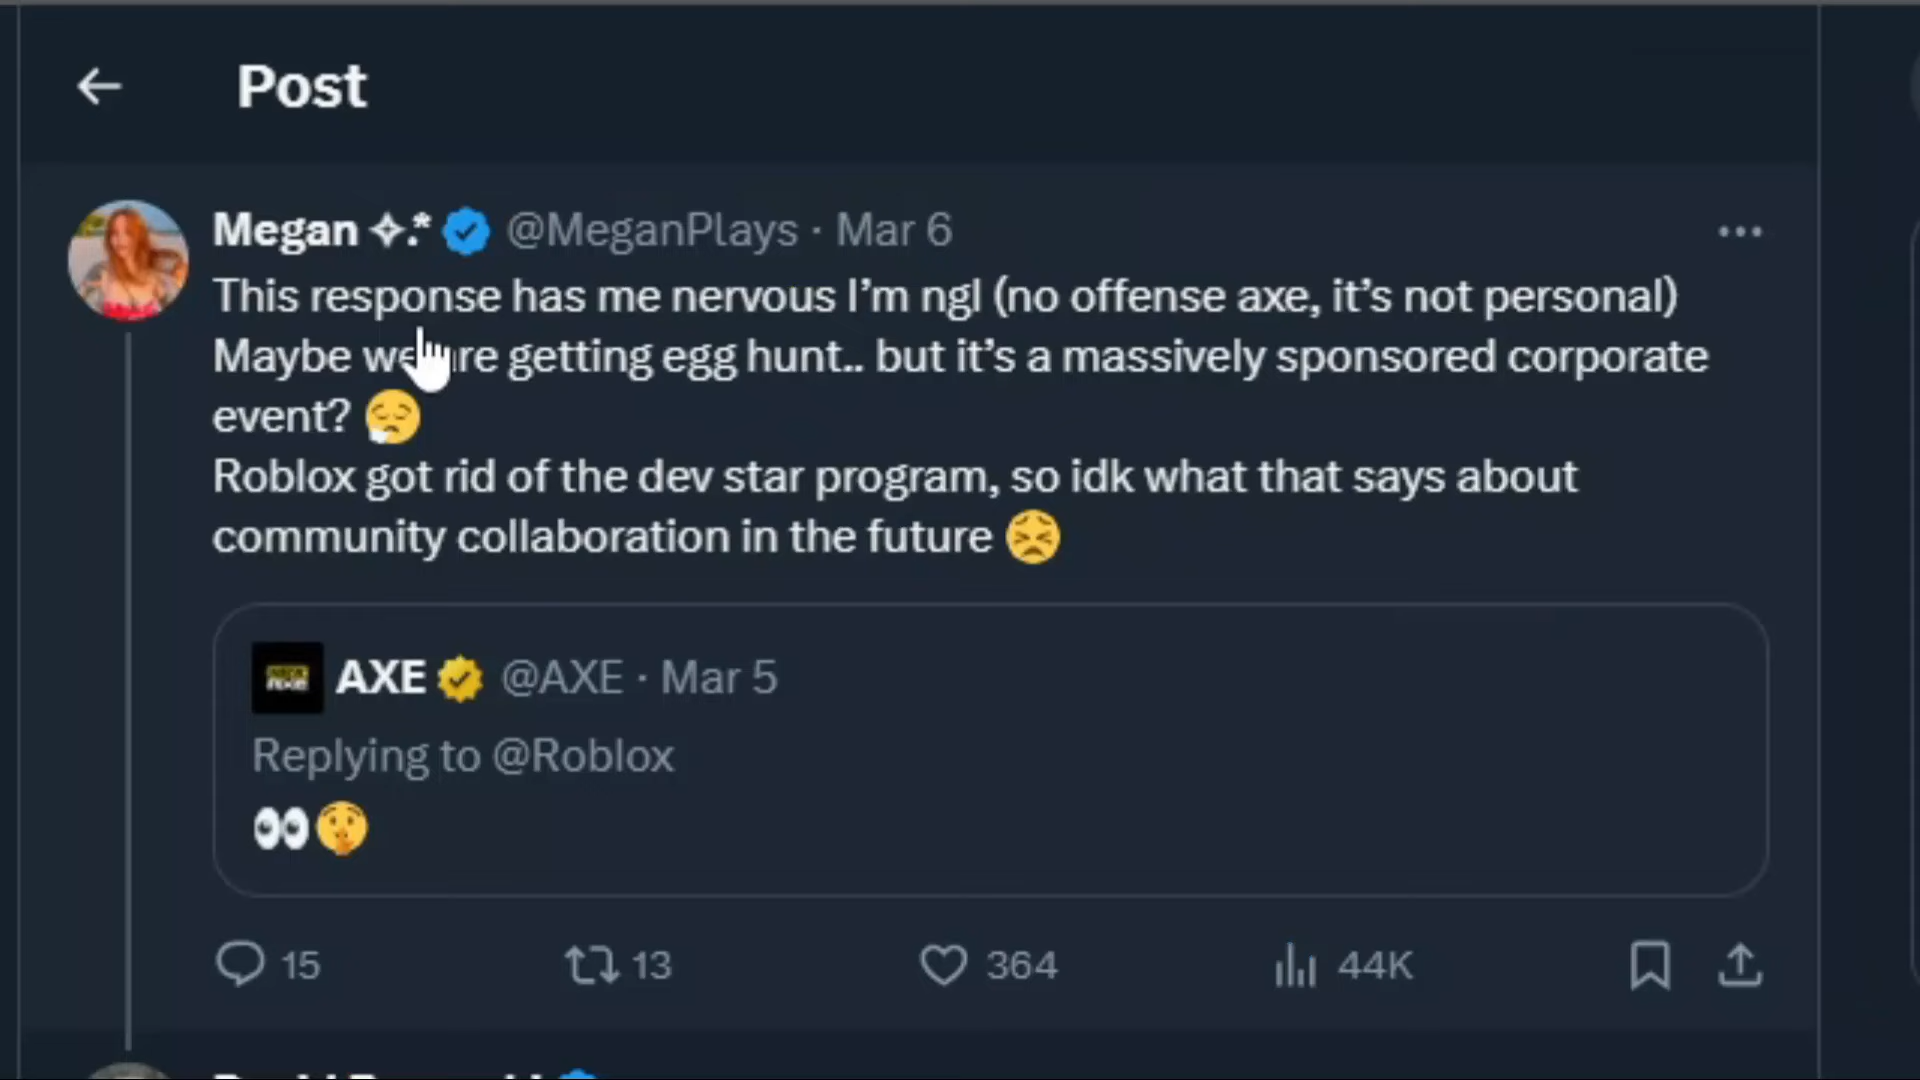 Post
Megan ✧.* @MeganPlays · Mar 6
This response has me nervous I’m ngl (no offense axe, it’s not personal)
Maybe we are getting egg hunt.. but it’s a massively sponsored corporate
event? 😮‍💨
Roblox got rid of the dev star program, so idk what that says about
community collaboration in the future 😣
AXE @AXE · Mar 5
Replying to @Roblox
👀🤫
15 13 364 44K